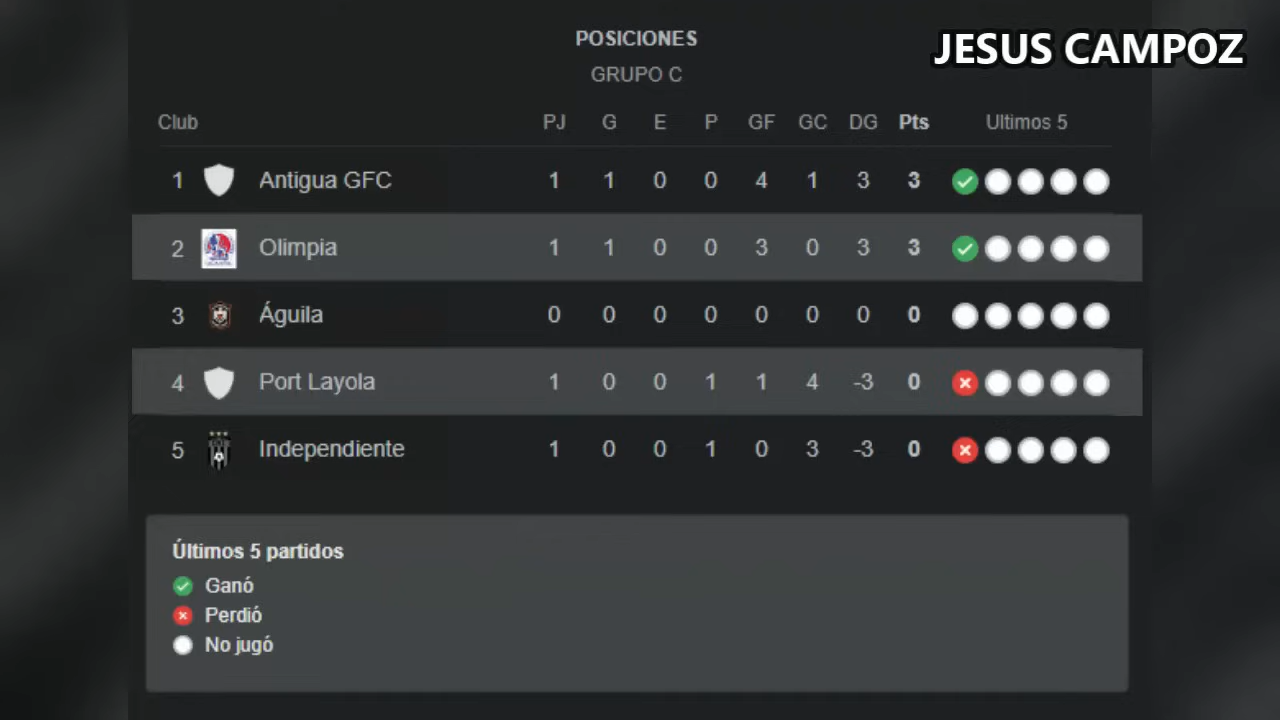 POSICIONES
JESUS CAMPOZ
GRUPO C
Club PJ G E P GF GC DG Pts Ultimos 5
1 Antigua GFC 1 1 0 0 4 1 3 3
2 Olimpia 1 1 0 0 3 0 3 3
3 Águila 0 0 0 0 0 0 0 0
4 Port Layola 1 0 0 1 1 4 -3 0
5 Independiente 1 0 0 1 0 3 -3 0
Últimos 5 partidos
Ganó
Perdió
No jugó